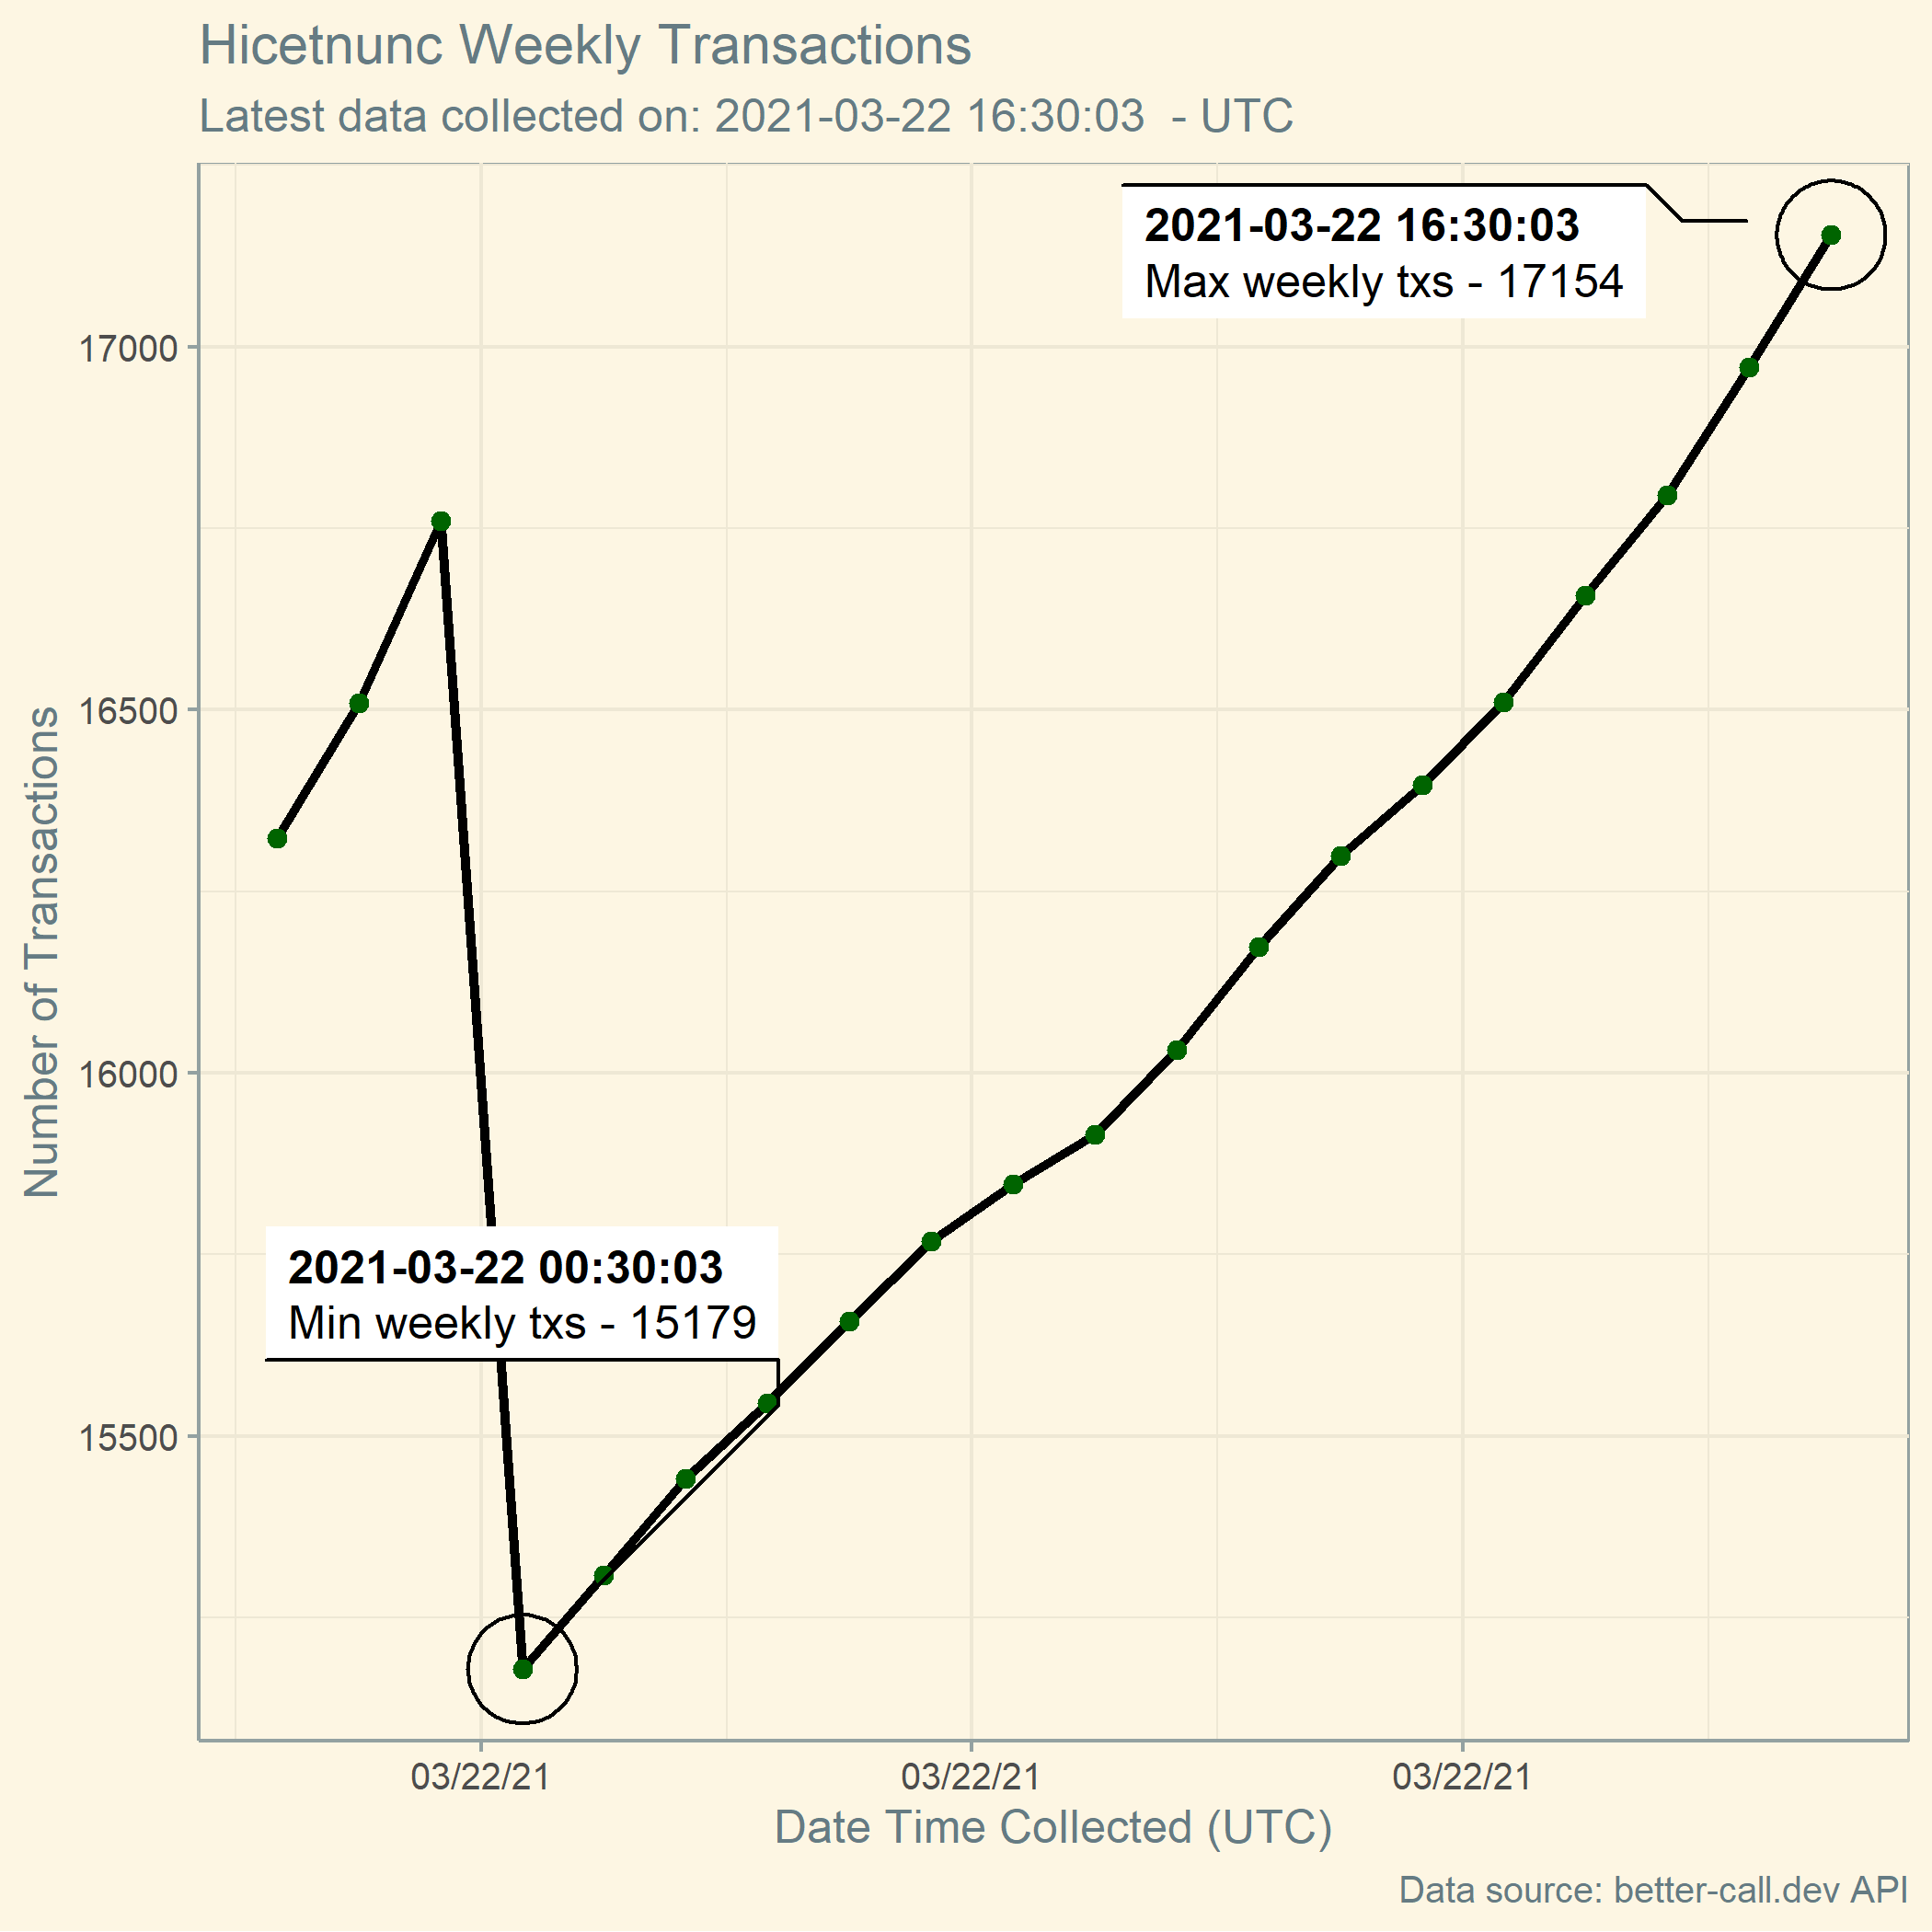 Hicetnunc Weekly Transactions
Latest data collected on: 2021-03-22 16:30:03  - UTC
2021-03-22 16:30:03
Max weekly txs - 17154
17000
16500
16000
15500
Number of Transactions
2021-03-22 00:30:03
Min weekly txs - 15179
03/22/21
03/22/21
03/22/21
Date Time Collected (UTC)
Data source: better-call.dev API